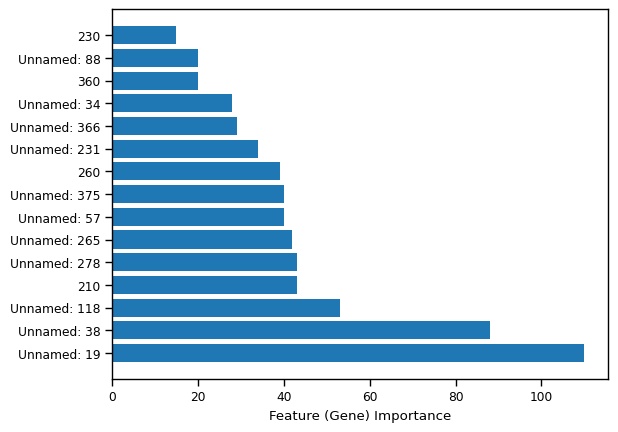 230
Unnamed: 88
360
Unnamed: 34
Unnamed: 366
Unnamed: 231
260
Unnamed: 375
Unnamed: 57
Unnamed: 265
Unnamed: 278
210
Unnamed: 118
Unnamed: 38
Unnamed: 19
0 20 40 60 80 100
Feature (Gene) Importance